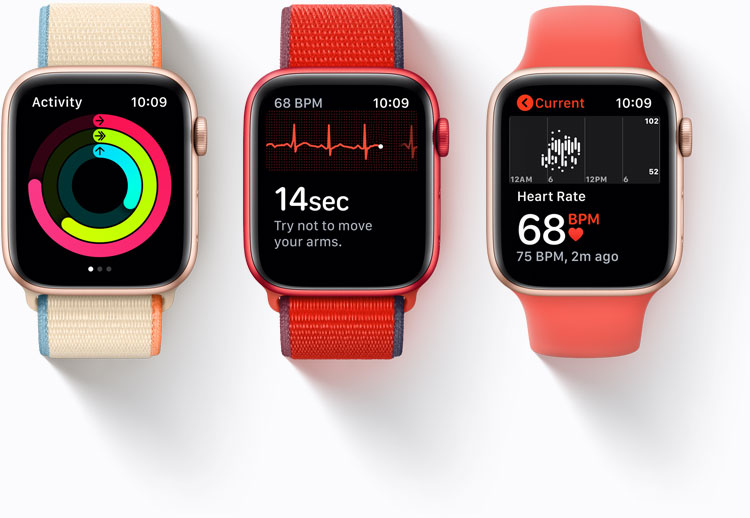 Activity 10:09
68 BPM 10:09
14sec
Try not to move
your arms.
Current 10:09
102
52
12AM 6 12PM 6
Heart Rate
68 BPM
75 BPM, 2m ago